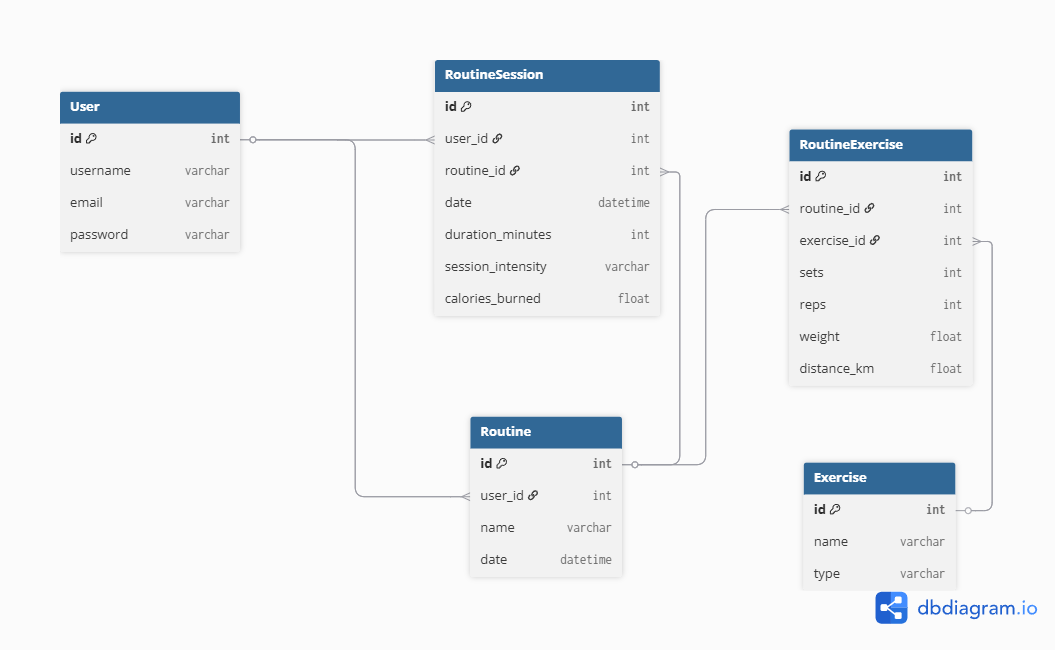 User
id int
username varchar
email varchar
password varchar
RoutineSession
id int
user_id int
routine_id int
date datetime
duration_minutes int
session_intensity varchar
calories_burned float
RoutineExercise
id int
routine_id int
exercise_id int
sets int
reps int
weight float
distance_km float
Routine
id int
user_id int
name varchar
date datetime
Exercise
id int
name varchar
type varchar
dbdiagram.io